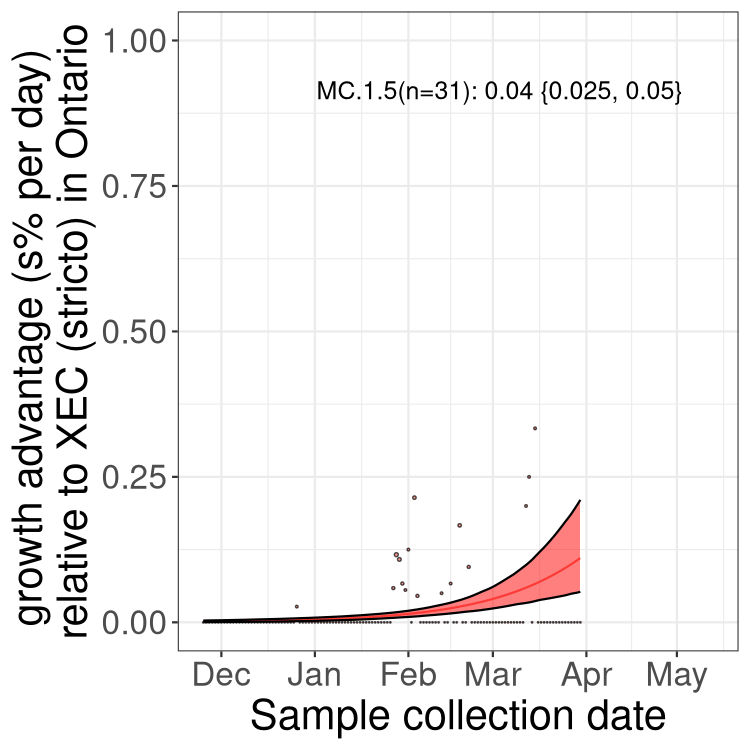 growth advantage (s% per day)
relative to XEC (stricto) in Ontario
1.00
0.75
0.50
0.25
0.00
MC.1.5(n=31): 0.04 {0.025, 0.05}
Dec Jan Feb Mar Apr May
Sample collection date